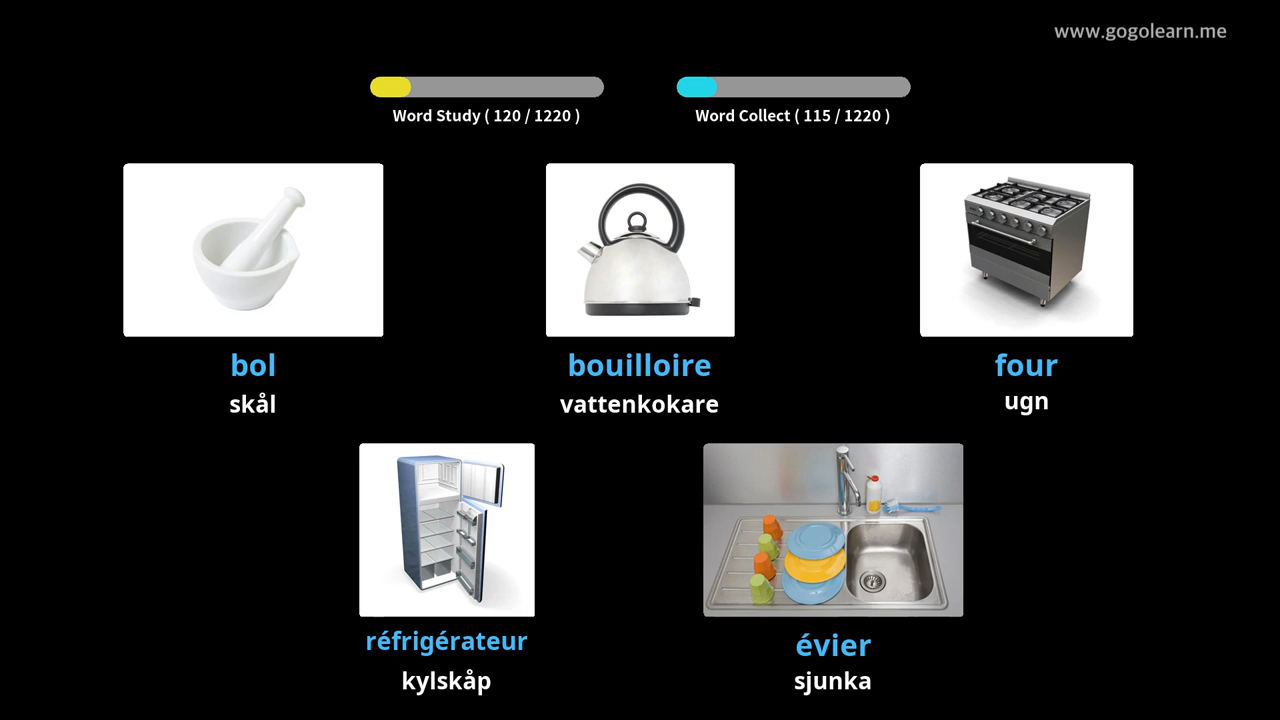 www.gogolearn.me
Word Study ( 120 / 1220 )
Word Collect ( 115 / 1220 )
bol
skål
bouilloire
vattenkokare
four
ugn
réfrigérateur
kylskåp
évier
sjunka